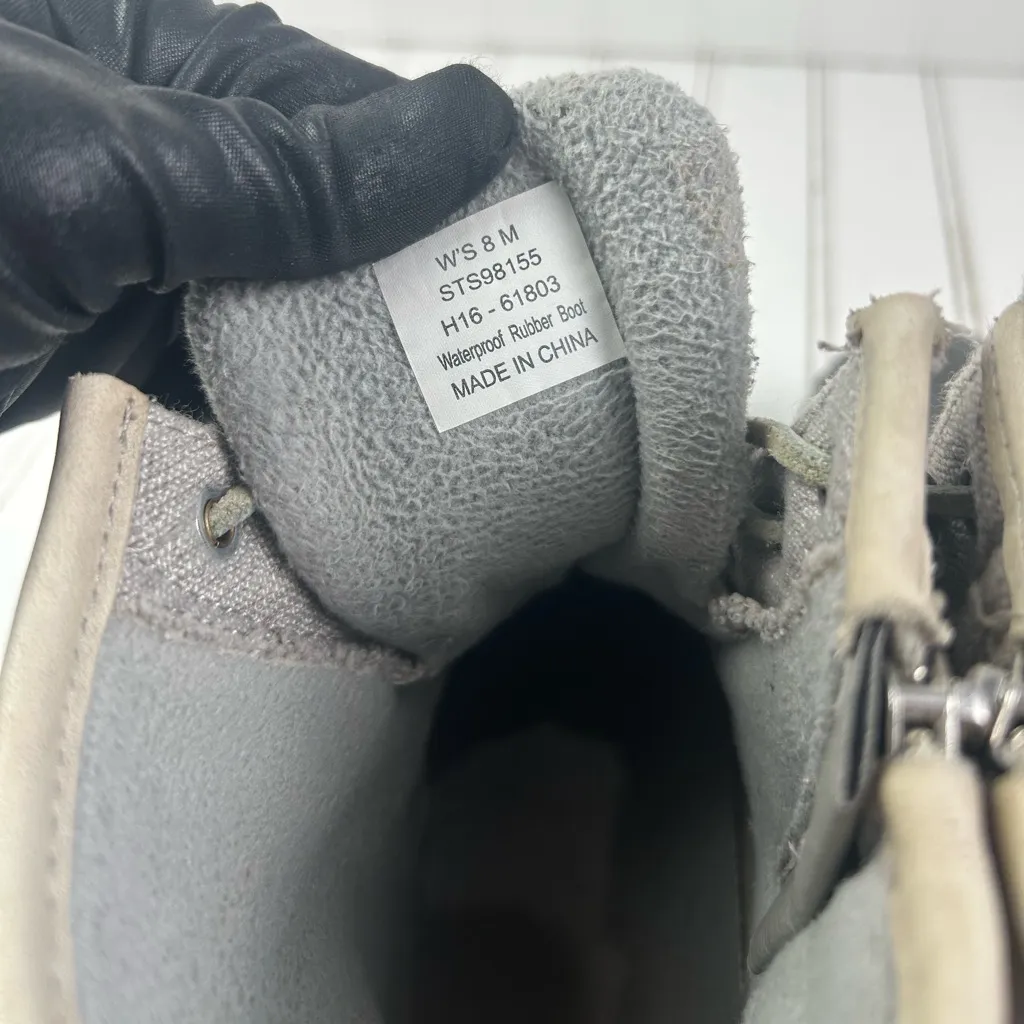 W'S 8 M
STS98155
H16 - 61803
Waterproof Rubber Boot
MADE IN CHINA